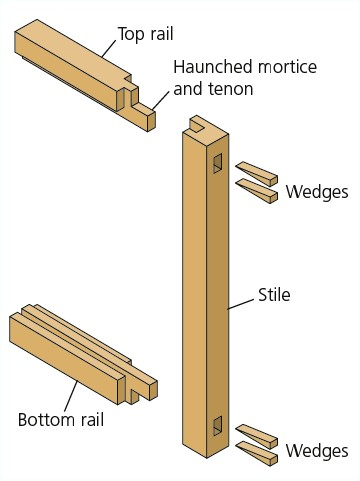 Top rail
Haunched mortice
and tenon
Wedges
Stile
Bottom rail
Wedges